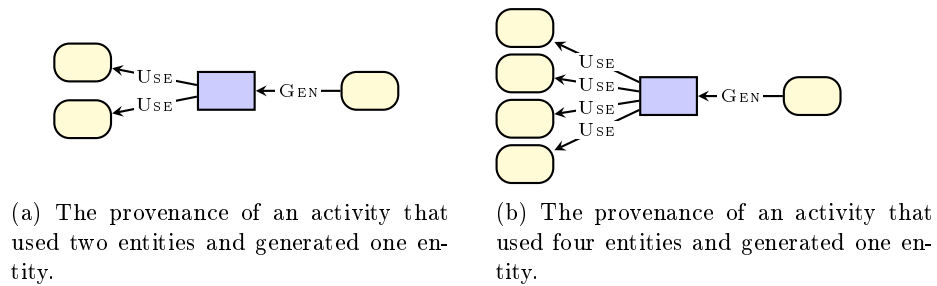 USE
USE
GEN
(a) The provenance of an activity that
used two entities and generated one en-
tity.
USE
USE
USE
USE
GEN
(b) The provenance of an activity that
used four entities and generated one en-
tity.